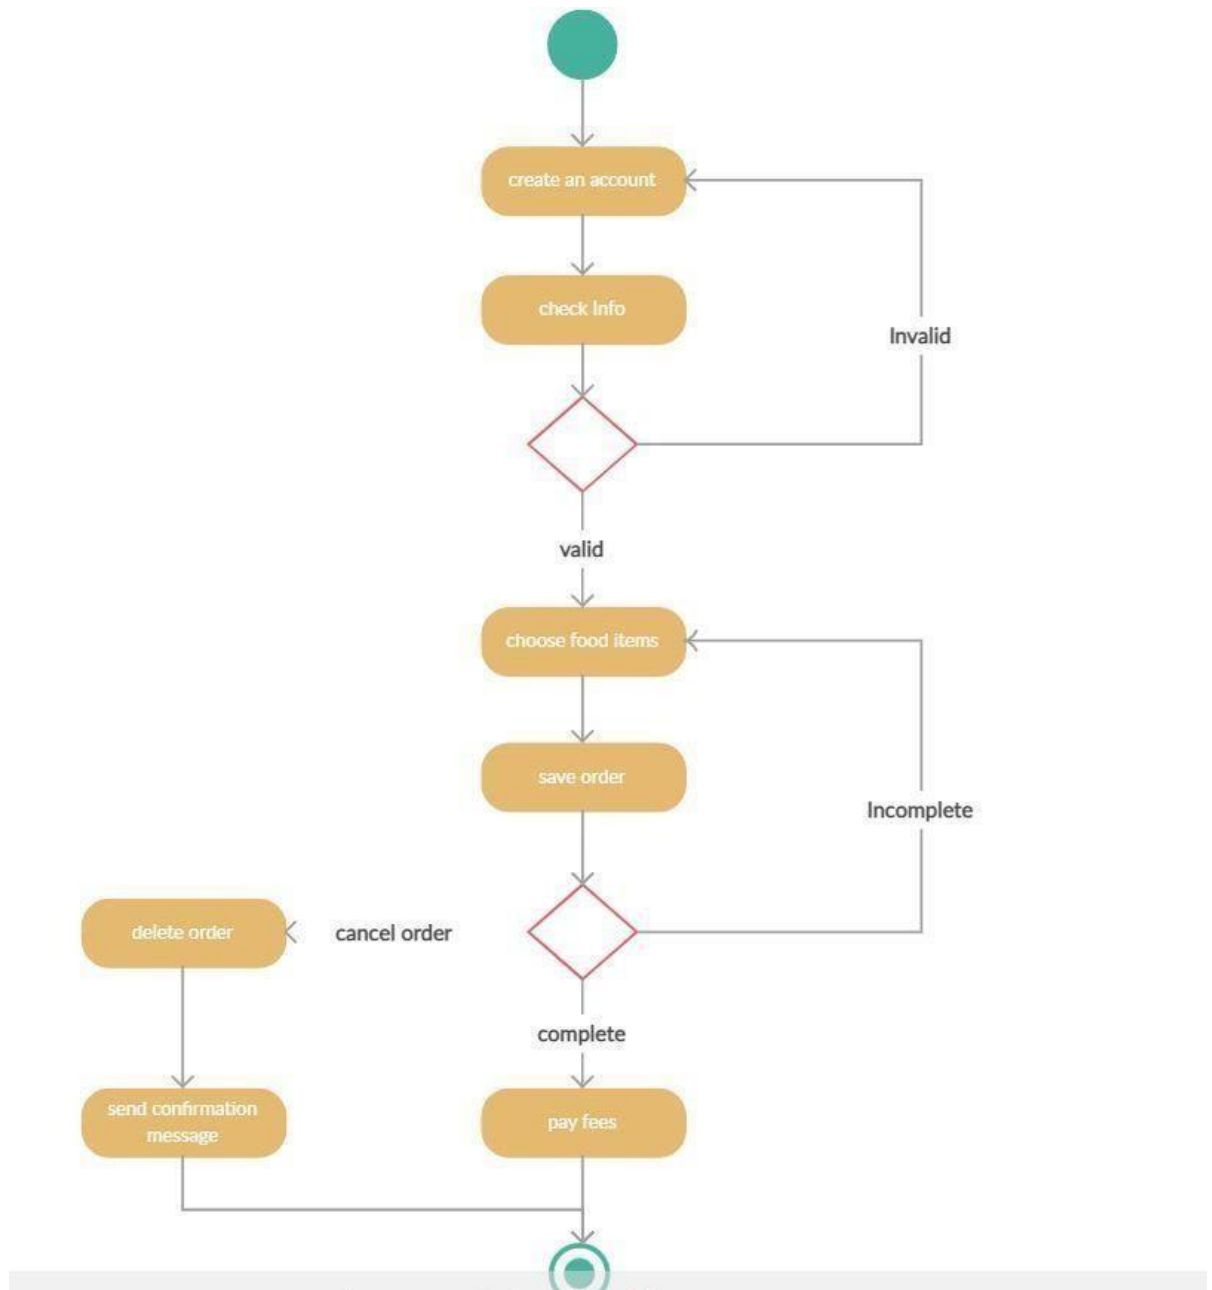 create an account
check Info
Invalid
valid
choose food items
save order
Incomplete
delete order
cancel order
complete
send confirmation
message
pay fees